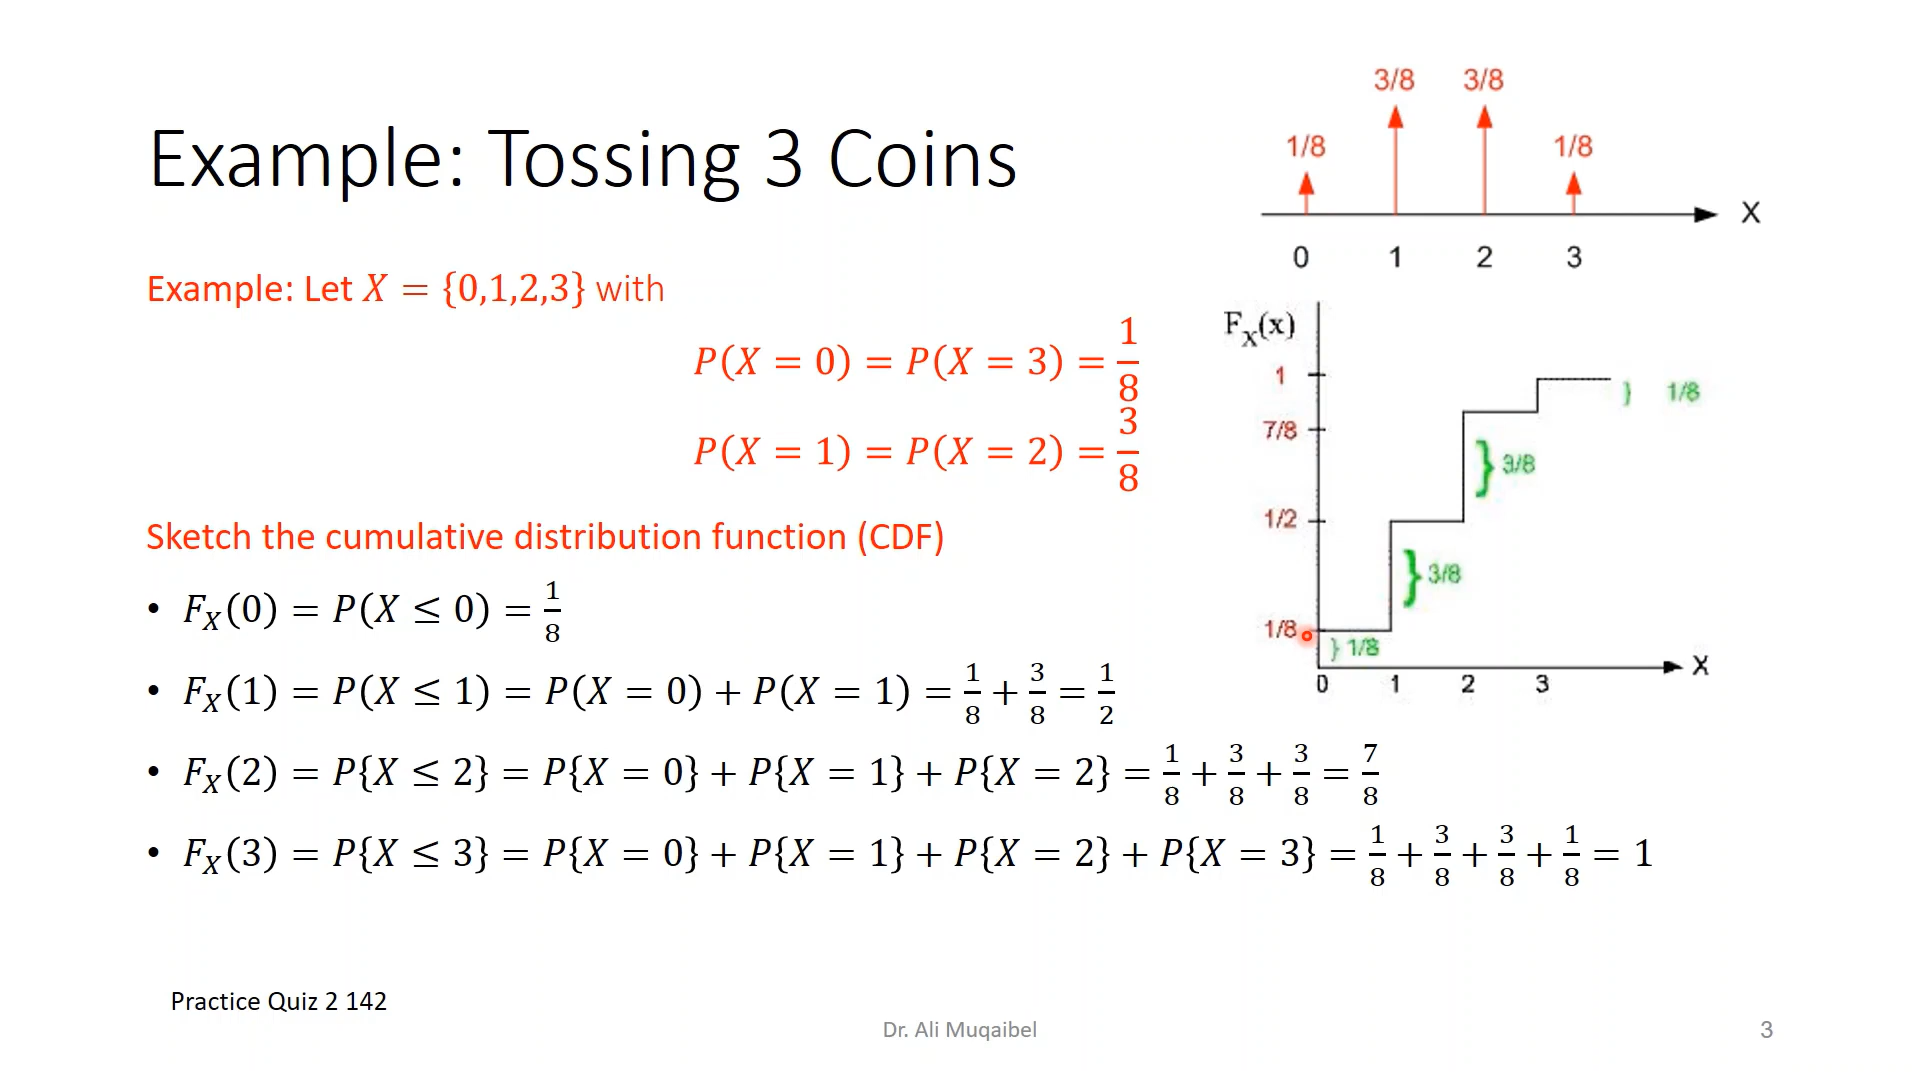 Example: Tossing 3 Coins
Example: Let X = {0,1,2,3} with
P(X = 0) = P(X = 3) = 1/8
P(X = 1) = P(X = 2) = 3/8
Sketch the cumulative distribution function (CDF)
• F_X(0) = P(X ≤ 0) = 1/8
• F_X(1) = P(X ≤ 1) = P(X = 0) + P(X = 1) = 1/8 + 3/8 = 1/2
• F_X(2) = P{X ≤ 2} = P{X = 0} + P{X = 1} + P{X = 2} = 1/8 + 3/8 + 3/8 = 7/8
• F_X(3) = P{X ≤ 3} = P{X = 0} + P{X = 1} + P{X = 2} + P{X = 3} = 1/8 + 3/8 + 3/8 + 1/8 = 1
3/8 3/8
1/8 1/8
X
0 1 2 3
F_X(x)
1
} 1/8
7/8
} 3/8
1/2
} 3/8
1/8
} 1/8
X
0 1 2 3
Practice Quiz 2 142
Dr. Ali Muqaibel
3